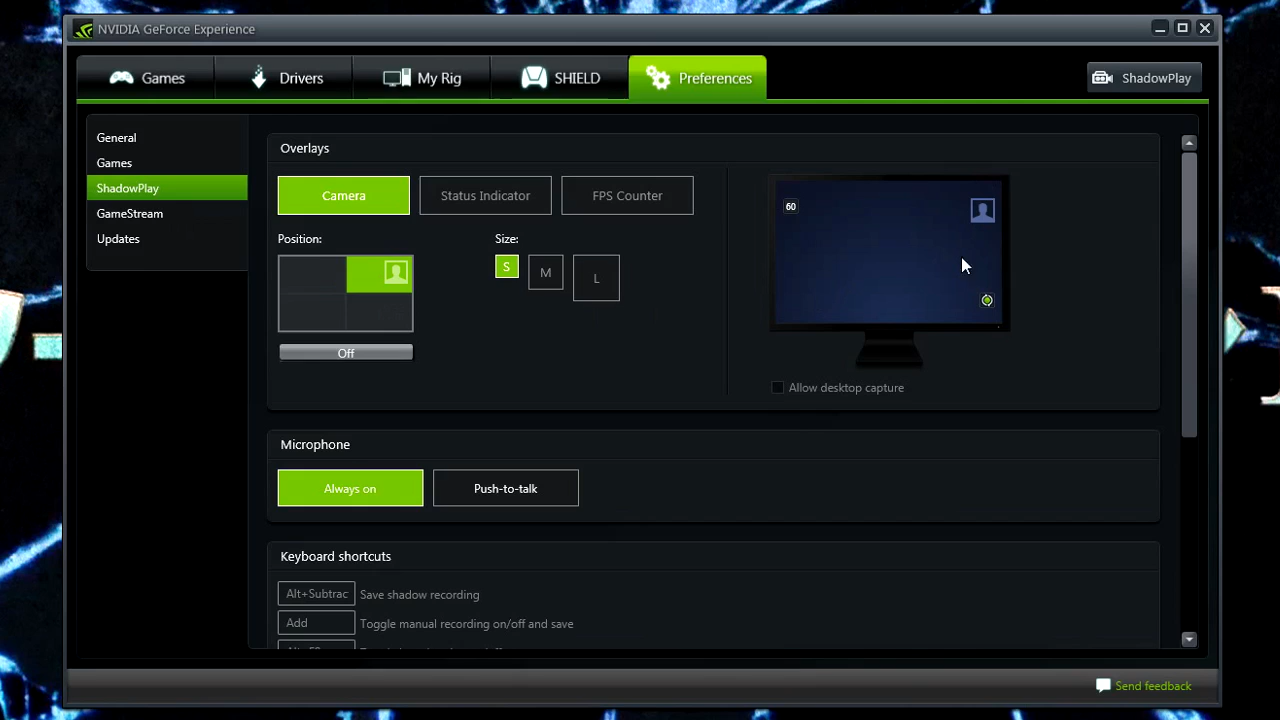 NVIDIA GeForce Experience
Games
Drivers
My Rig
SHIELD
Preferences
ShadowPlay
General
Games
ShadowPlay
GameStream
Updates
Overlays
Camera
Status Indicator
FPS Counter
Position:
Size:
S
M
L
Off
60
Allow desktop capture
Microphone
Always on
Push-to-talk
Keyboard shortcuts
Alt+Subtrac Save shadow recording
Add Toggle manual recording on/off and save
Send feedback